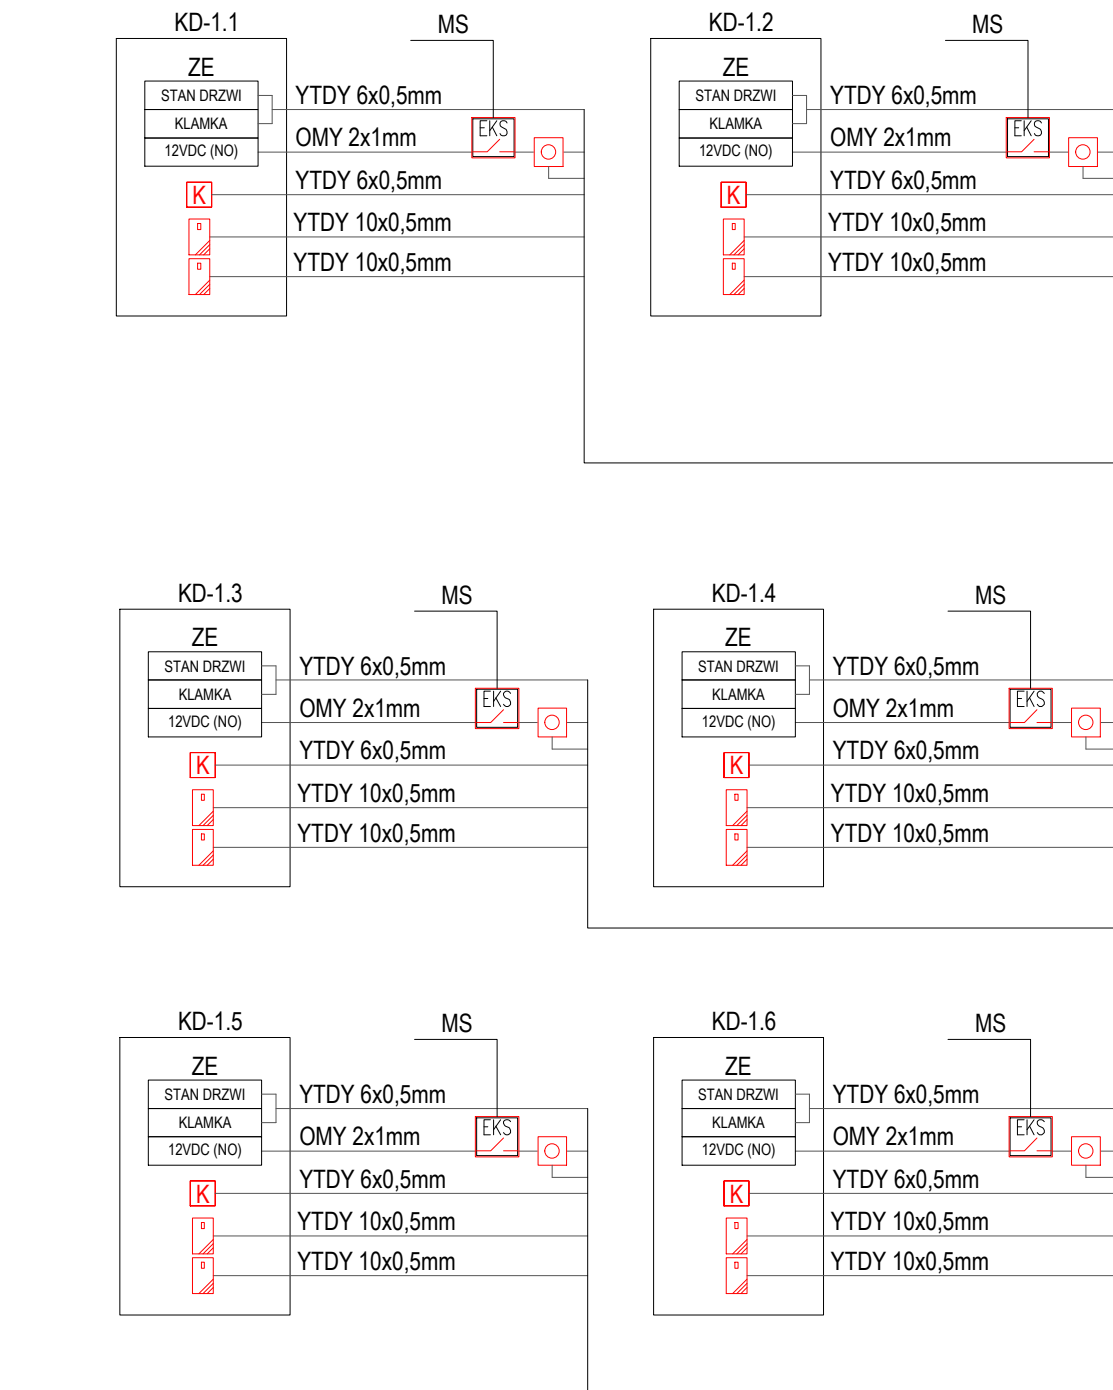 KD-1.1
MS
ZE
STAN DRZWI
YTDY 6x0,5mm
KLAMKA
EKS
12VDC (NO)
OMY 2x1mm
YTDY 6x0,5mm
K
YTDY 10x0,5mm
YTDY 10x0,5mm
KD-1.2
MS
ZE
STAN DRZWI
YTDY 6x0,5mm
KLAMKA
EKS
12VDC (NO)
OMY 2x1mm
YTDY 6x0,5mm
K
YTDY 10x0,5mm
YTDY 10x0,5mm
KD-1.3
MS
ZE
STAN DRZWI
YTDY 6x0,5mm
KLAMKA
EKS
12VDC (NO)
OMY 2x1mm
YTDY 6x0,5mm
K
YTDY 10x0,5mm
YTDY 10x0,5mm
KD-1.4
MS
ZE
STAN DRZWI
YTDY 6x0,5mm
KLAMKA
EKS
12VDC (NO)
OMY 2x1mm
YTDY 6x0,5mm
K
YTDY 10x0,5mm
YTDY 10x0,5mm
KD-1.5
MS
ZE
STAN DRZWI
YTDY 6x0,5mm
KLAMKA
EKS
12VDC (NO)
OMY 2x1mm
YTDY 6x0,5mm
K
YTDY 10x0,5mm
YTDY 10x0,5mm
KD-1.6
MS
ZE
STAN DRZWI
YTDY 6x0,5mm
KLAMKA
EKS
12VDC (NO)
OMY 2x1mm
YTDY 6x0,5mm
K
YTDY 10x0,5mm
YTDY 10x0,5mm